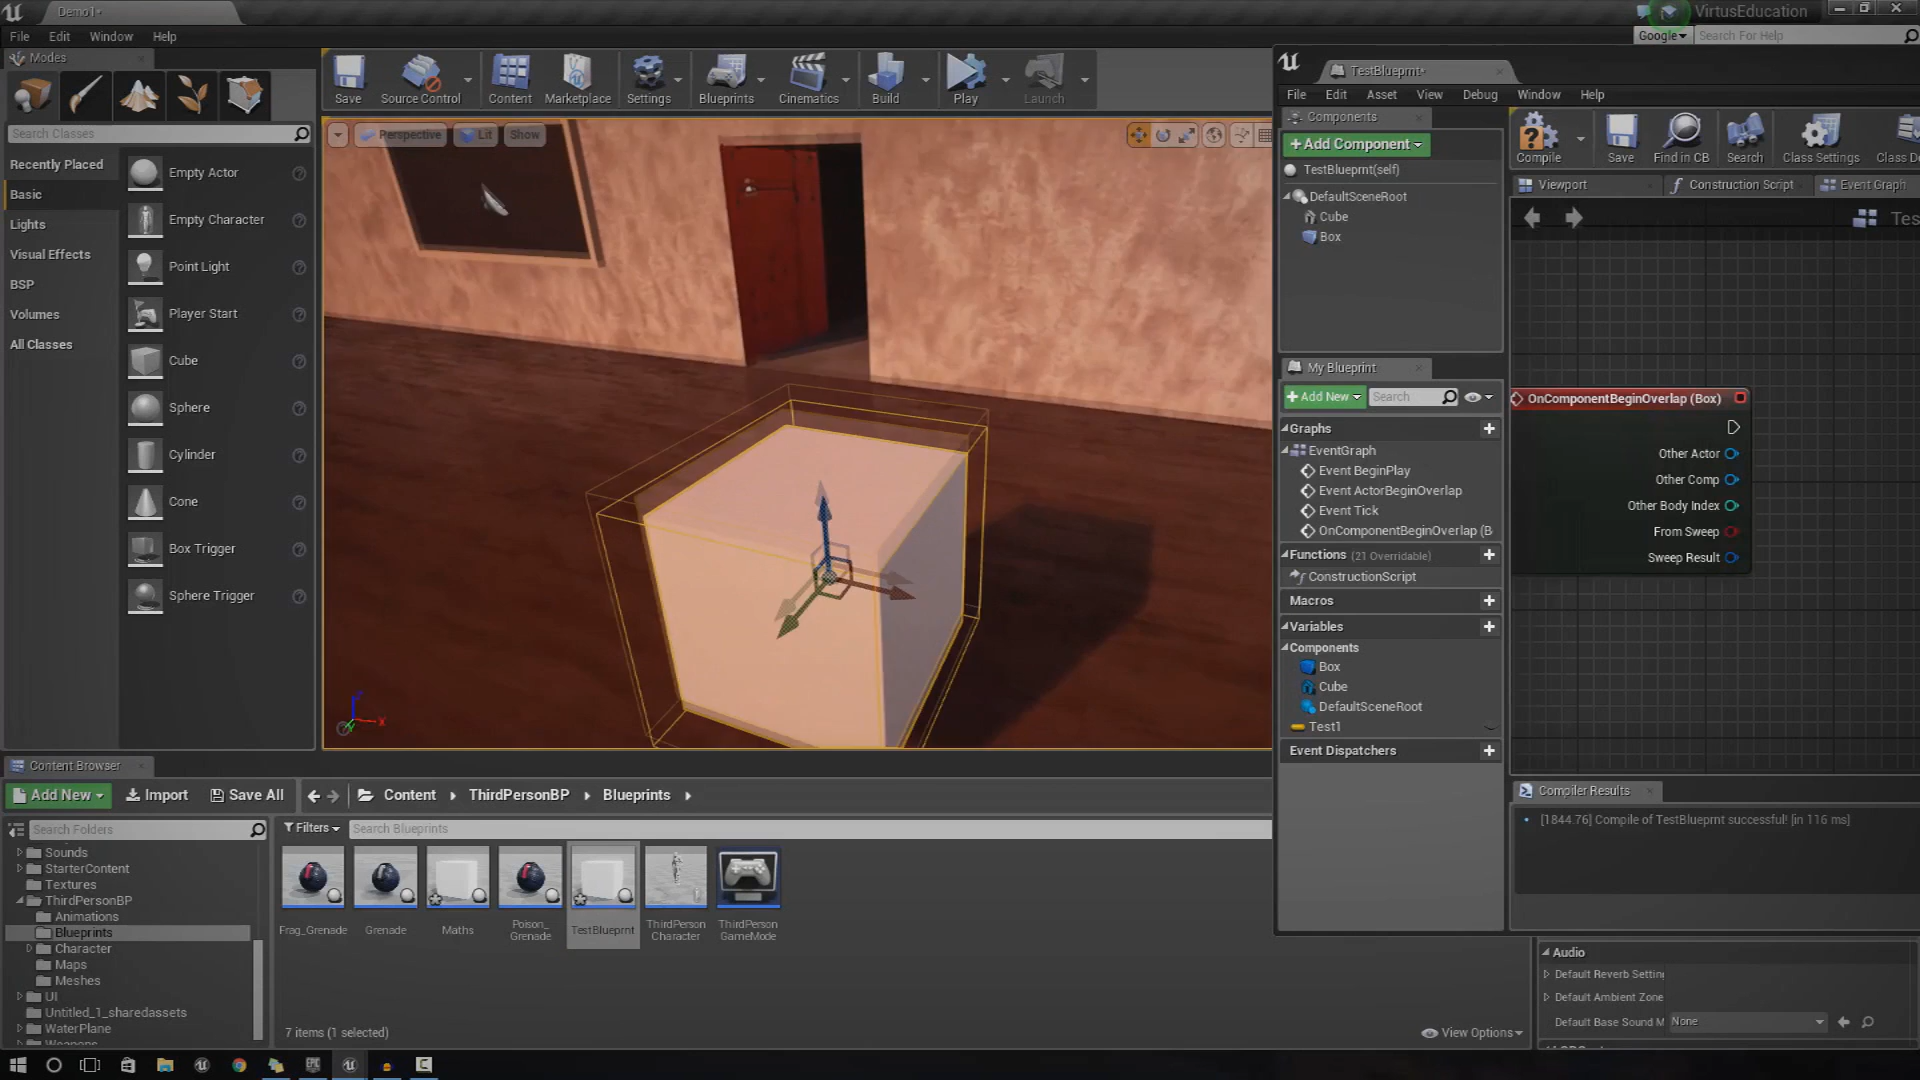 Demo1*
VirtusEducation
File Edit Window Help
Google Search For Help
Modes
Search Classes
Recently Placed
Basic
Lights
Visual Effects
BSP
Volumes
All Classes
Empty Actor
Empty Character
Point Light
Player Start
Cube
Sphere
Cylinder
Cone
Box Trigger
Sphere Trigger
Save Source Control Content Marketplace Settings Blueprints Cinematics Build Play Launch
Perspective Lit Show
X
TestBlueprnt*
File Edit Asset View Debug Window Help
Components
+Add Component
TestBlueprnt(self)
DefaultSceneRoot
Cube
Box
Compile Save Find in CB Search Class Settings Class De
Viewport Construction Script Event Graph
Tes
My Blueprint
+Add New Search
Graphs
EventGraph
Event BeginPlay
Event ActorBeginOverlap
Event Tick
OnComponentBeginOverlap (B
Functions (21 Overridable)
ConstructionScript
Macros
Variables
Components
Box
Cube
DefaultSceneRoot
Test1
Event Dispatchers
OnComponentBeginOverlap (Box)
Other Actor
Other Comp
Other Body Index
From Sweep
Sweep Result
Compiler Results
[1844.76] Compile of TestBlueprnt successful! [in 116 ms]
Content Browser
Add New Import Save All Content ThirdPersonBP Blueprints
Search Folders
Filters Search Blueprints
Sounds
StarterContent
Textures
ThirdPersonBP
Animations
Blueprints
Character
Maps
Meshes
UI
Untitled_1_sharedassets
WaterPlane
Weapons
Frag_Grenade
Grenade
Maths
Poison_
Grenade
TestBlueprnt
ThirdPerson
Character
ThirdPerson
GameMode
7 items (1 selected)
View Options
Audio
Default Reverb Setting
Default Ambient Zone
Default Base Sound M None